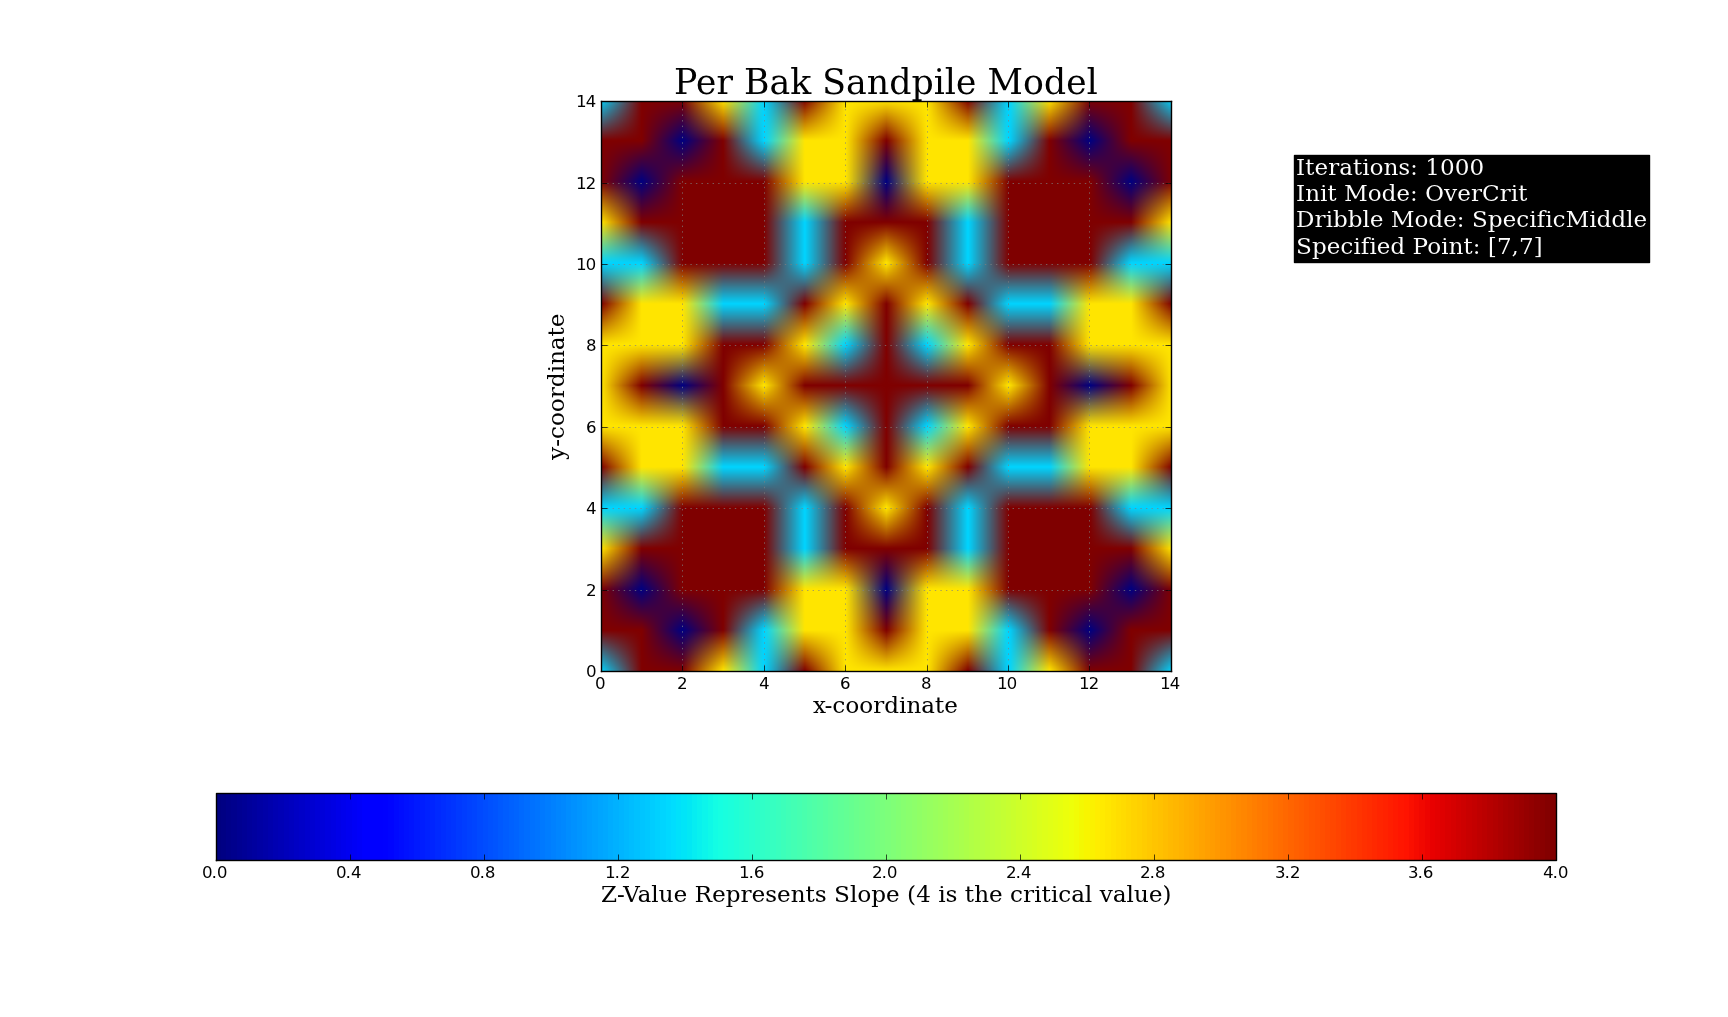 Per Bak Sandpile Model
Iterations: 1000
Init Mode: OverCrit
Dribble Mode: SpecificMiddle
Specified Point: [7,7]
14
12
10
8
6
4
2
0
y-coordinate
0 2 4 6 8 10 12 14
x-coordinate
0.0 0.4 0.8 1.2 1.6 2.0 2.4 2.8 3.2 3.6 4.0
Z-Value Represents Slope (4 is the critical value)